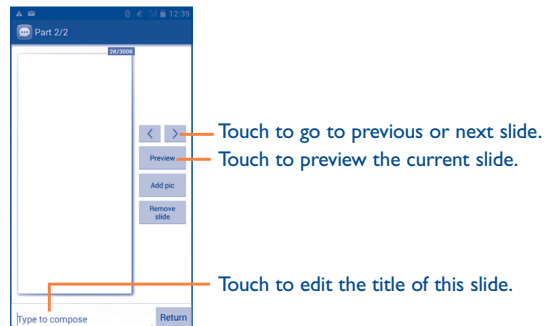 12:39
Part 2/2
2K/300K
< >
Touch to go to previous or next slide.
Preview
Touch to preview the current slide.
Add pic
Remove
slide
Touch to edit the title of this slide.
Type to compose
Return